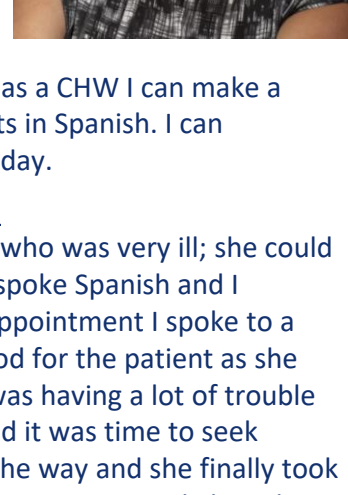 as a CHW I can make a
ts in Spanish. I can
day.
who was very ill; she could
spoke Spanish and I
ppointment I spoke to a
od for the patient as she
was having a lot of trouble
d it was time to seek
he way and she finally took